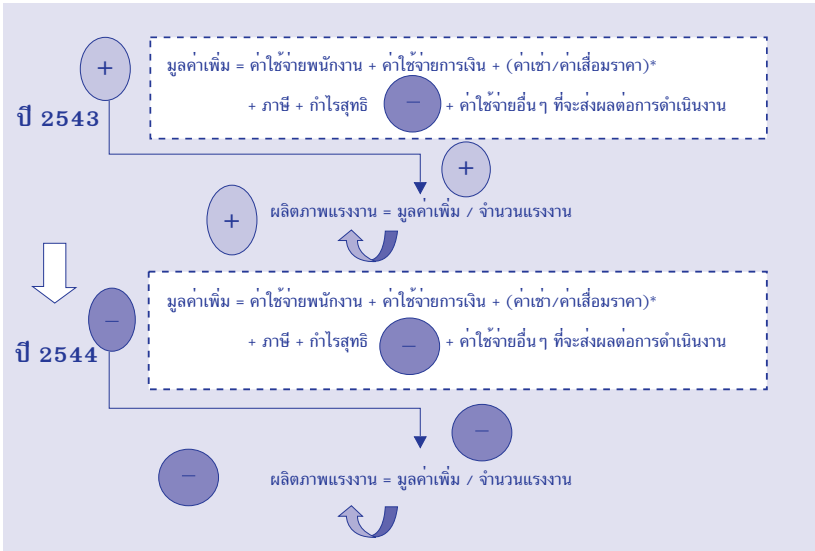 +
มูลค่าเพิ่ม = ค่าใช้จ่ายพนักงาน + ค่าใช้จ่ายการเงิน + (ค่าเช่า/ค่าเสื่อมราคา)*
+ ภาษี + กำไรสุทธิ − + ค่าใช้จ่ายอื่นๆ ที่จะส่งผลต่อการดำเนินงาน
ปี 2543
+
+ ผลิตภาพแรงงาน = มูลค่าเพิ่ม / จำนวนแรงงาน
−
มูลค่าเพิ่ม = ค่าใช้จ่ายพนักงาน + ค่าใช้จ่ายการเงิน + (ค่าเช่า/ค่าเสื่อมราคา)*
+ ภาษี + กำไรสุทธิ − + ค่าใช้จ่ายอื่นๆ ที่จะส่งผลต่อการดำเนินงาน
ปี 2544
−
− ผลิตภาพแรงงาน = มูลค่าเพิ่ม / จำนวนแรงงาน